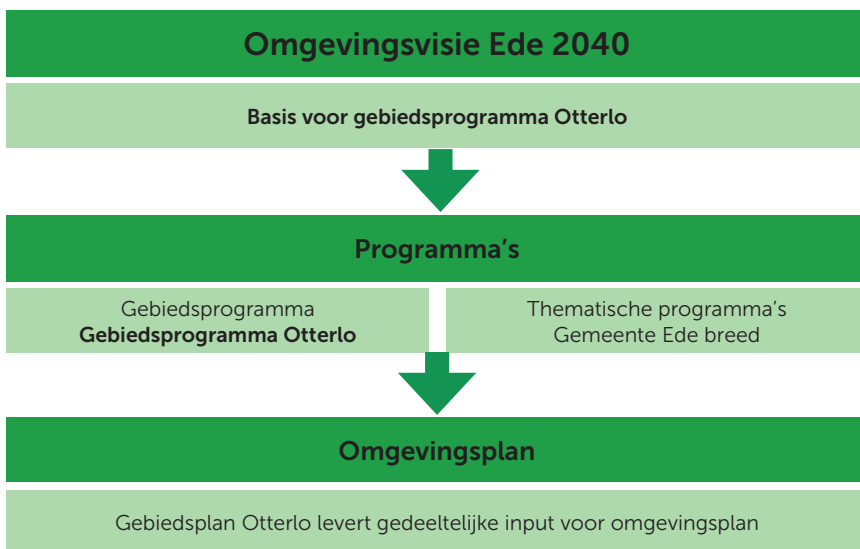 Omgevingsvisie Ede 2040
Basis voor gebiedsprogramma Otterlo
Programma's
Gebiedsprogramma
Gebiedsprogramma Otterlo
Thematische programma's
Gemeente Ede breed
Omgevingsplan
Gebiedsplan Otterlo levert gedeeltelijke input voor omgevingsplan